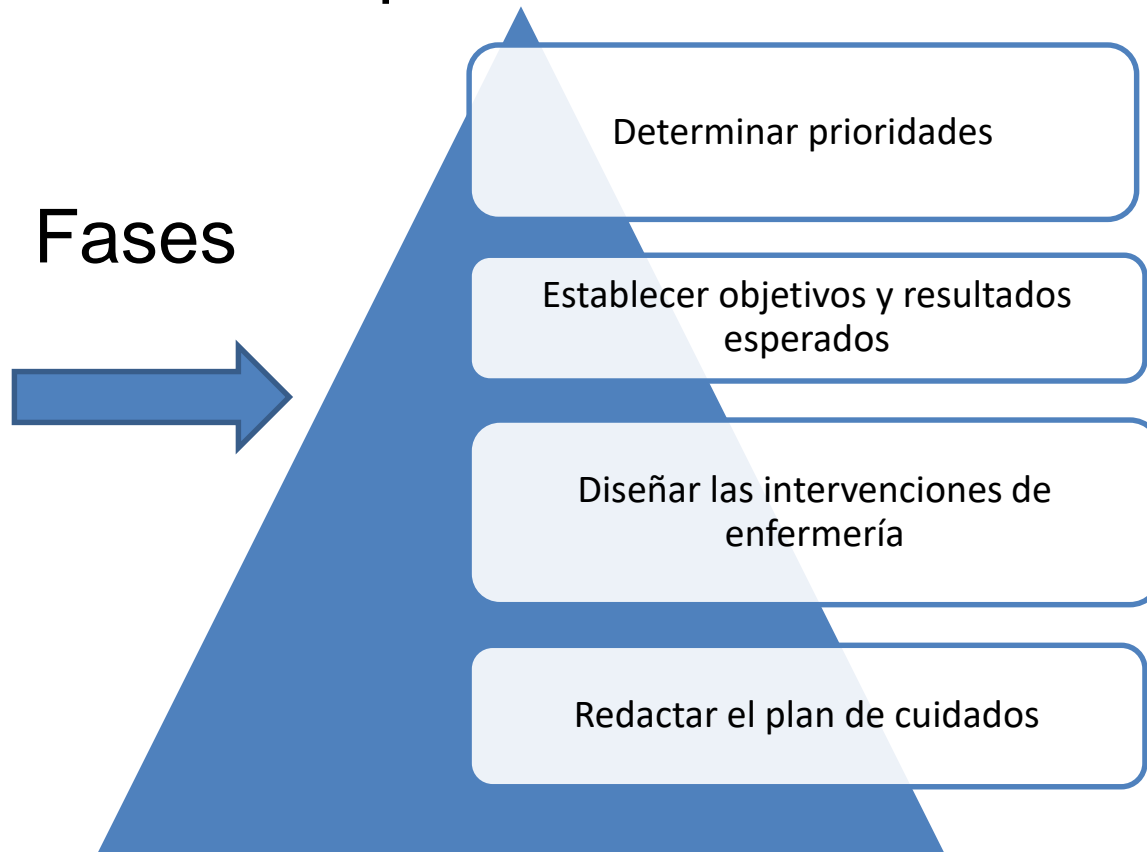 Fases
Determinar prioridades
Establecer objetivos y resultados
esperados
Diseñar las intervenciones de
enfermería
Redactar el plan de cuidados